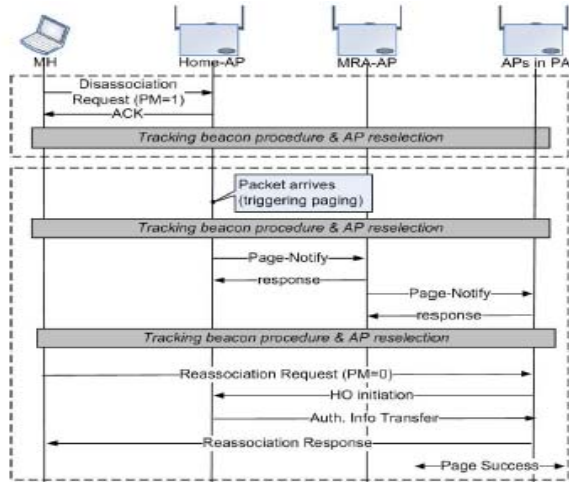 MH
Home-AP
MRA-AP
APs in PA
Disassociation
Request (PM=1)
ACK
Tracking beacon procedure & AP reselection
Packet arrives
(triggering paging)
Tracking beacon procedure & AP reselection
Page-Notify
response
Page-Notify
response
Tracking beacon procedure & AP reselection
Reassociation Request (PM=0)
HO initiation
Auth. Info Transfer
Reassociation Response
Page Success